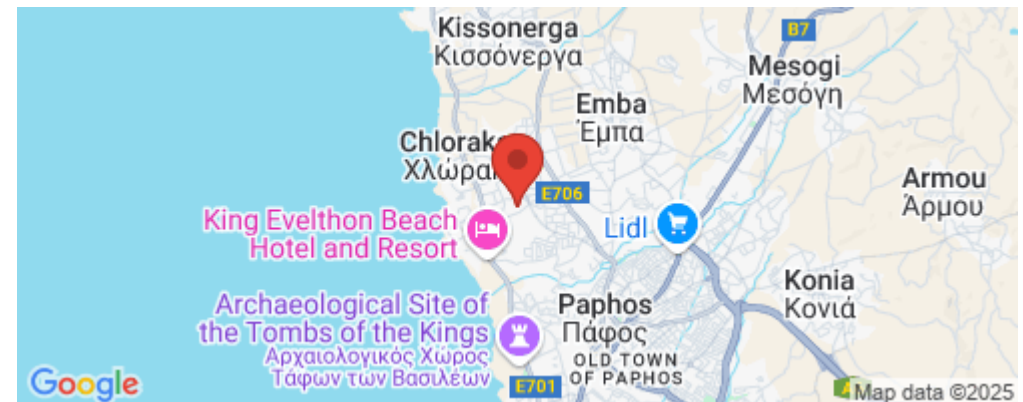 Kissonerga
Κισσόνεργα
B7
Mesogi
Μεσόγη
Emba
Έμπα
Chlorak
Χλώρακ
E706
Armou
Άρμου
King Evelthon Beach
Hotel and Resort
Lidl
Konia
Κονιά
Archaeological Site of
the Tombs of the Kings
Αρχαιολογικός Χώρος
Τάφων των Βασιλέων
Paphos
Πάφος
OLD TOWN
OF PAPHOS
E701
Google
Map data ©2025